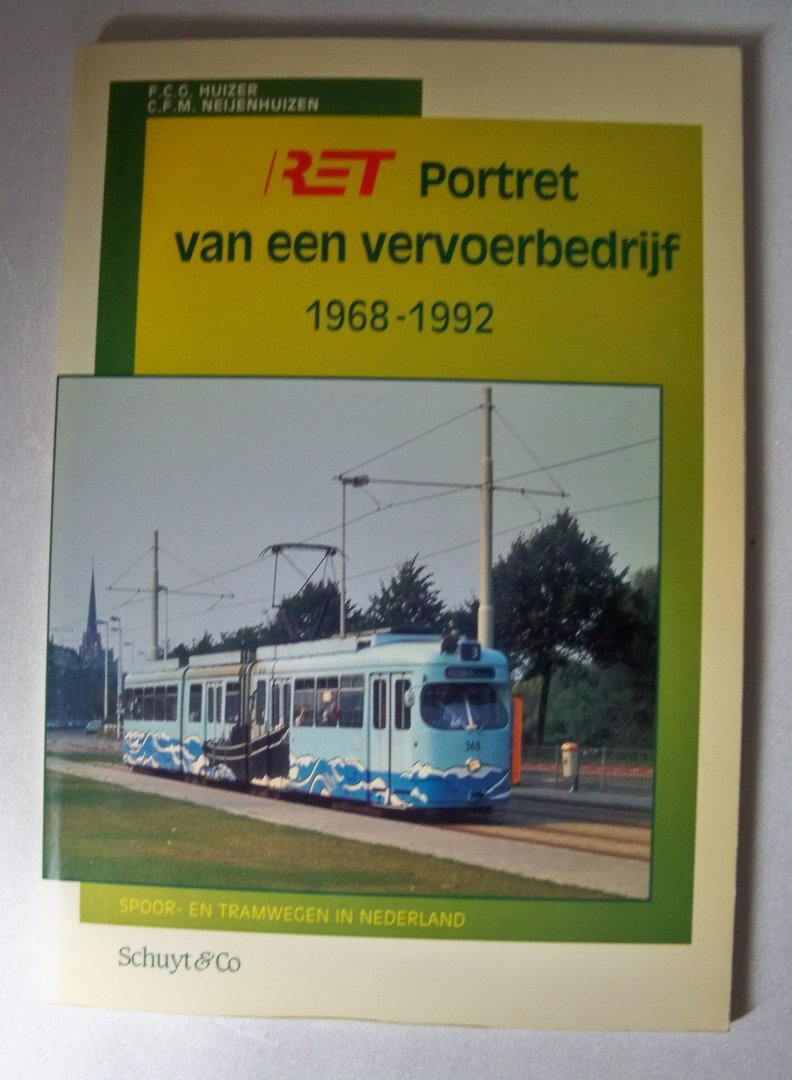 F.C.G. HUIZER
C.F.M. NEIJENHUIZEN
RET Portret
van een vervoerbedrijf
1968-1992
368
SPOOR- EN TRAMWEGEN IN NEDERLAND
Schuyt & Co